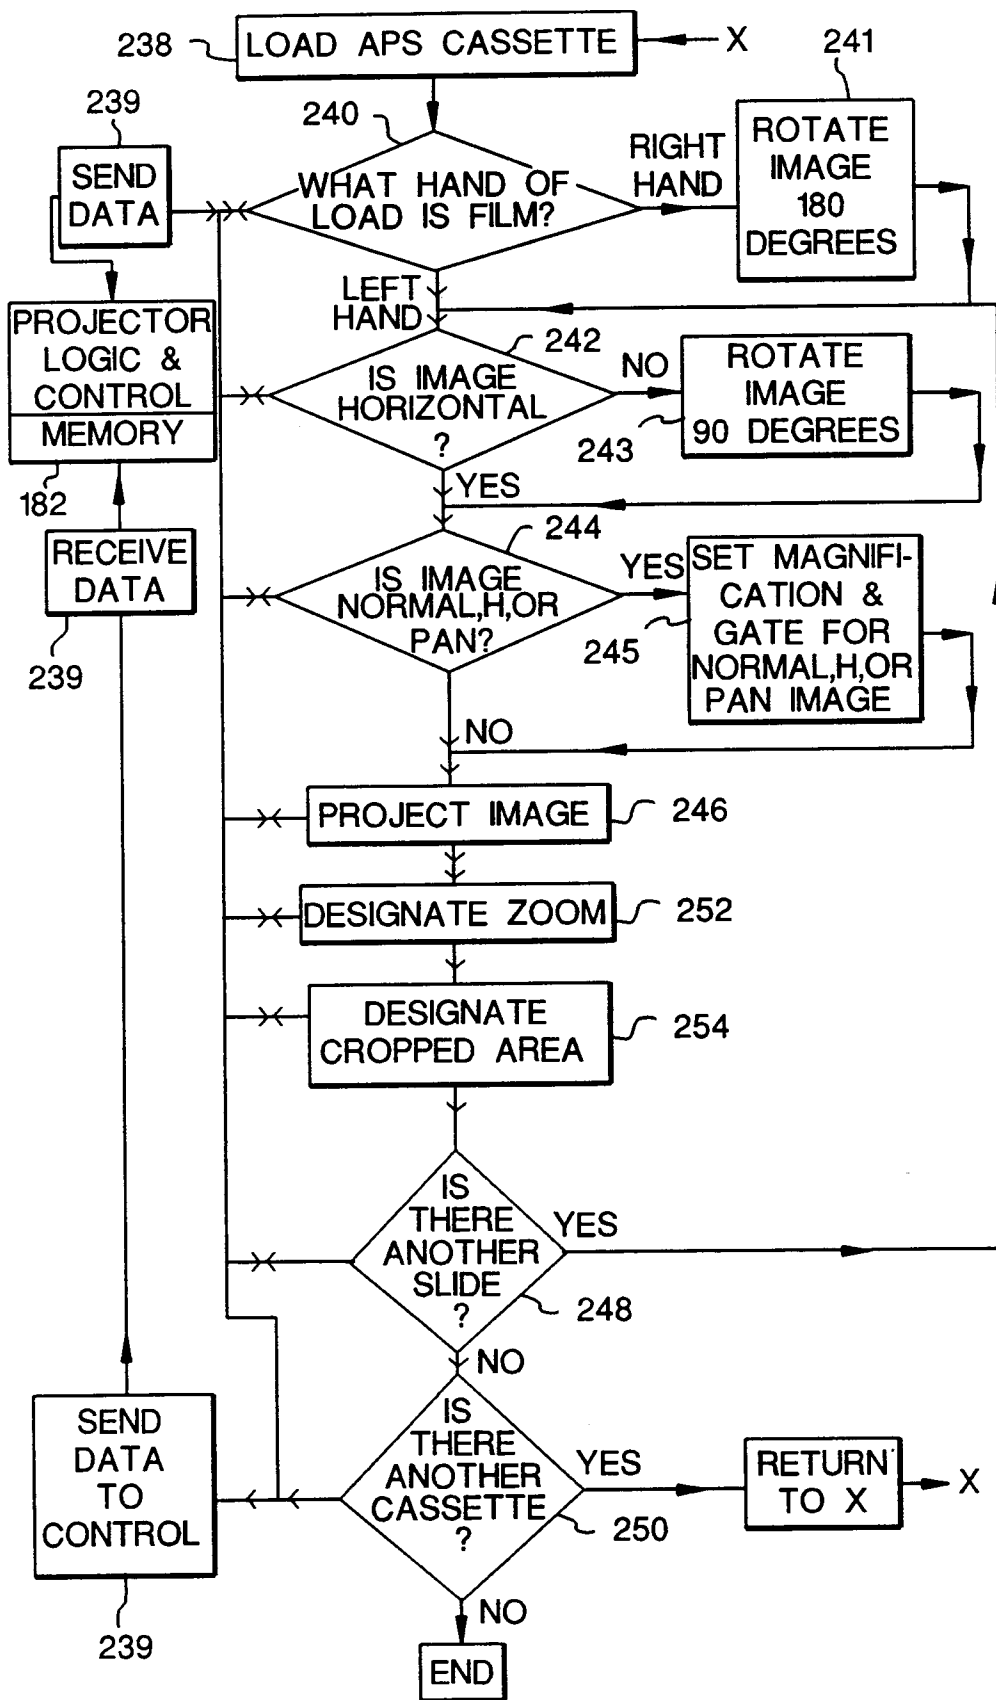 238
LOAD APS CASSETTE
X
241
239
240
SEND
DATA
WHAT HAND OF
LOAD IS FILM?
RIGHT
HAND
ROTATE
IMAGE
180
DEGREES
LEFT
HAND
PROJECTOR
LOGIC &
CONTROL
MEMORY
182
242
IS IMAGE
HORIZONTAL
?
NO
ROTATE
IMAGE
90 DEGREES
243
YES
244
RECEIVE
DATA
239
IS IMAGE
NORMAL,H,OR
PAN?
YES
SET MAGNIFI-
CATION &
GATE FOR
NORMAL,H,OR
PAN IMAGE
245
NO
PROJECT IMAGE
246
DESIGNATE ZOOM
252
DESIGNATE
CROPPED AREA
254
IS
THERE
ANOTHER
SLIDE
?
YES
248
NO
SEND
DATA
TO
CONTROL
239
IS
THERE
ANOTHER
CASSETTE
?
YES
250
RETURN
TO X
X
NO
END